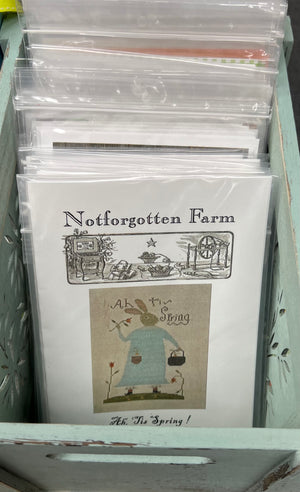 Notforgotten Farm
Ah, 'Tis
Spring.
Ah, 'Tis Spring!